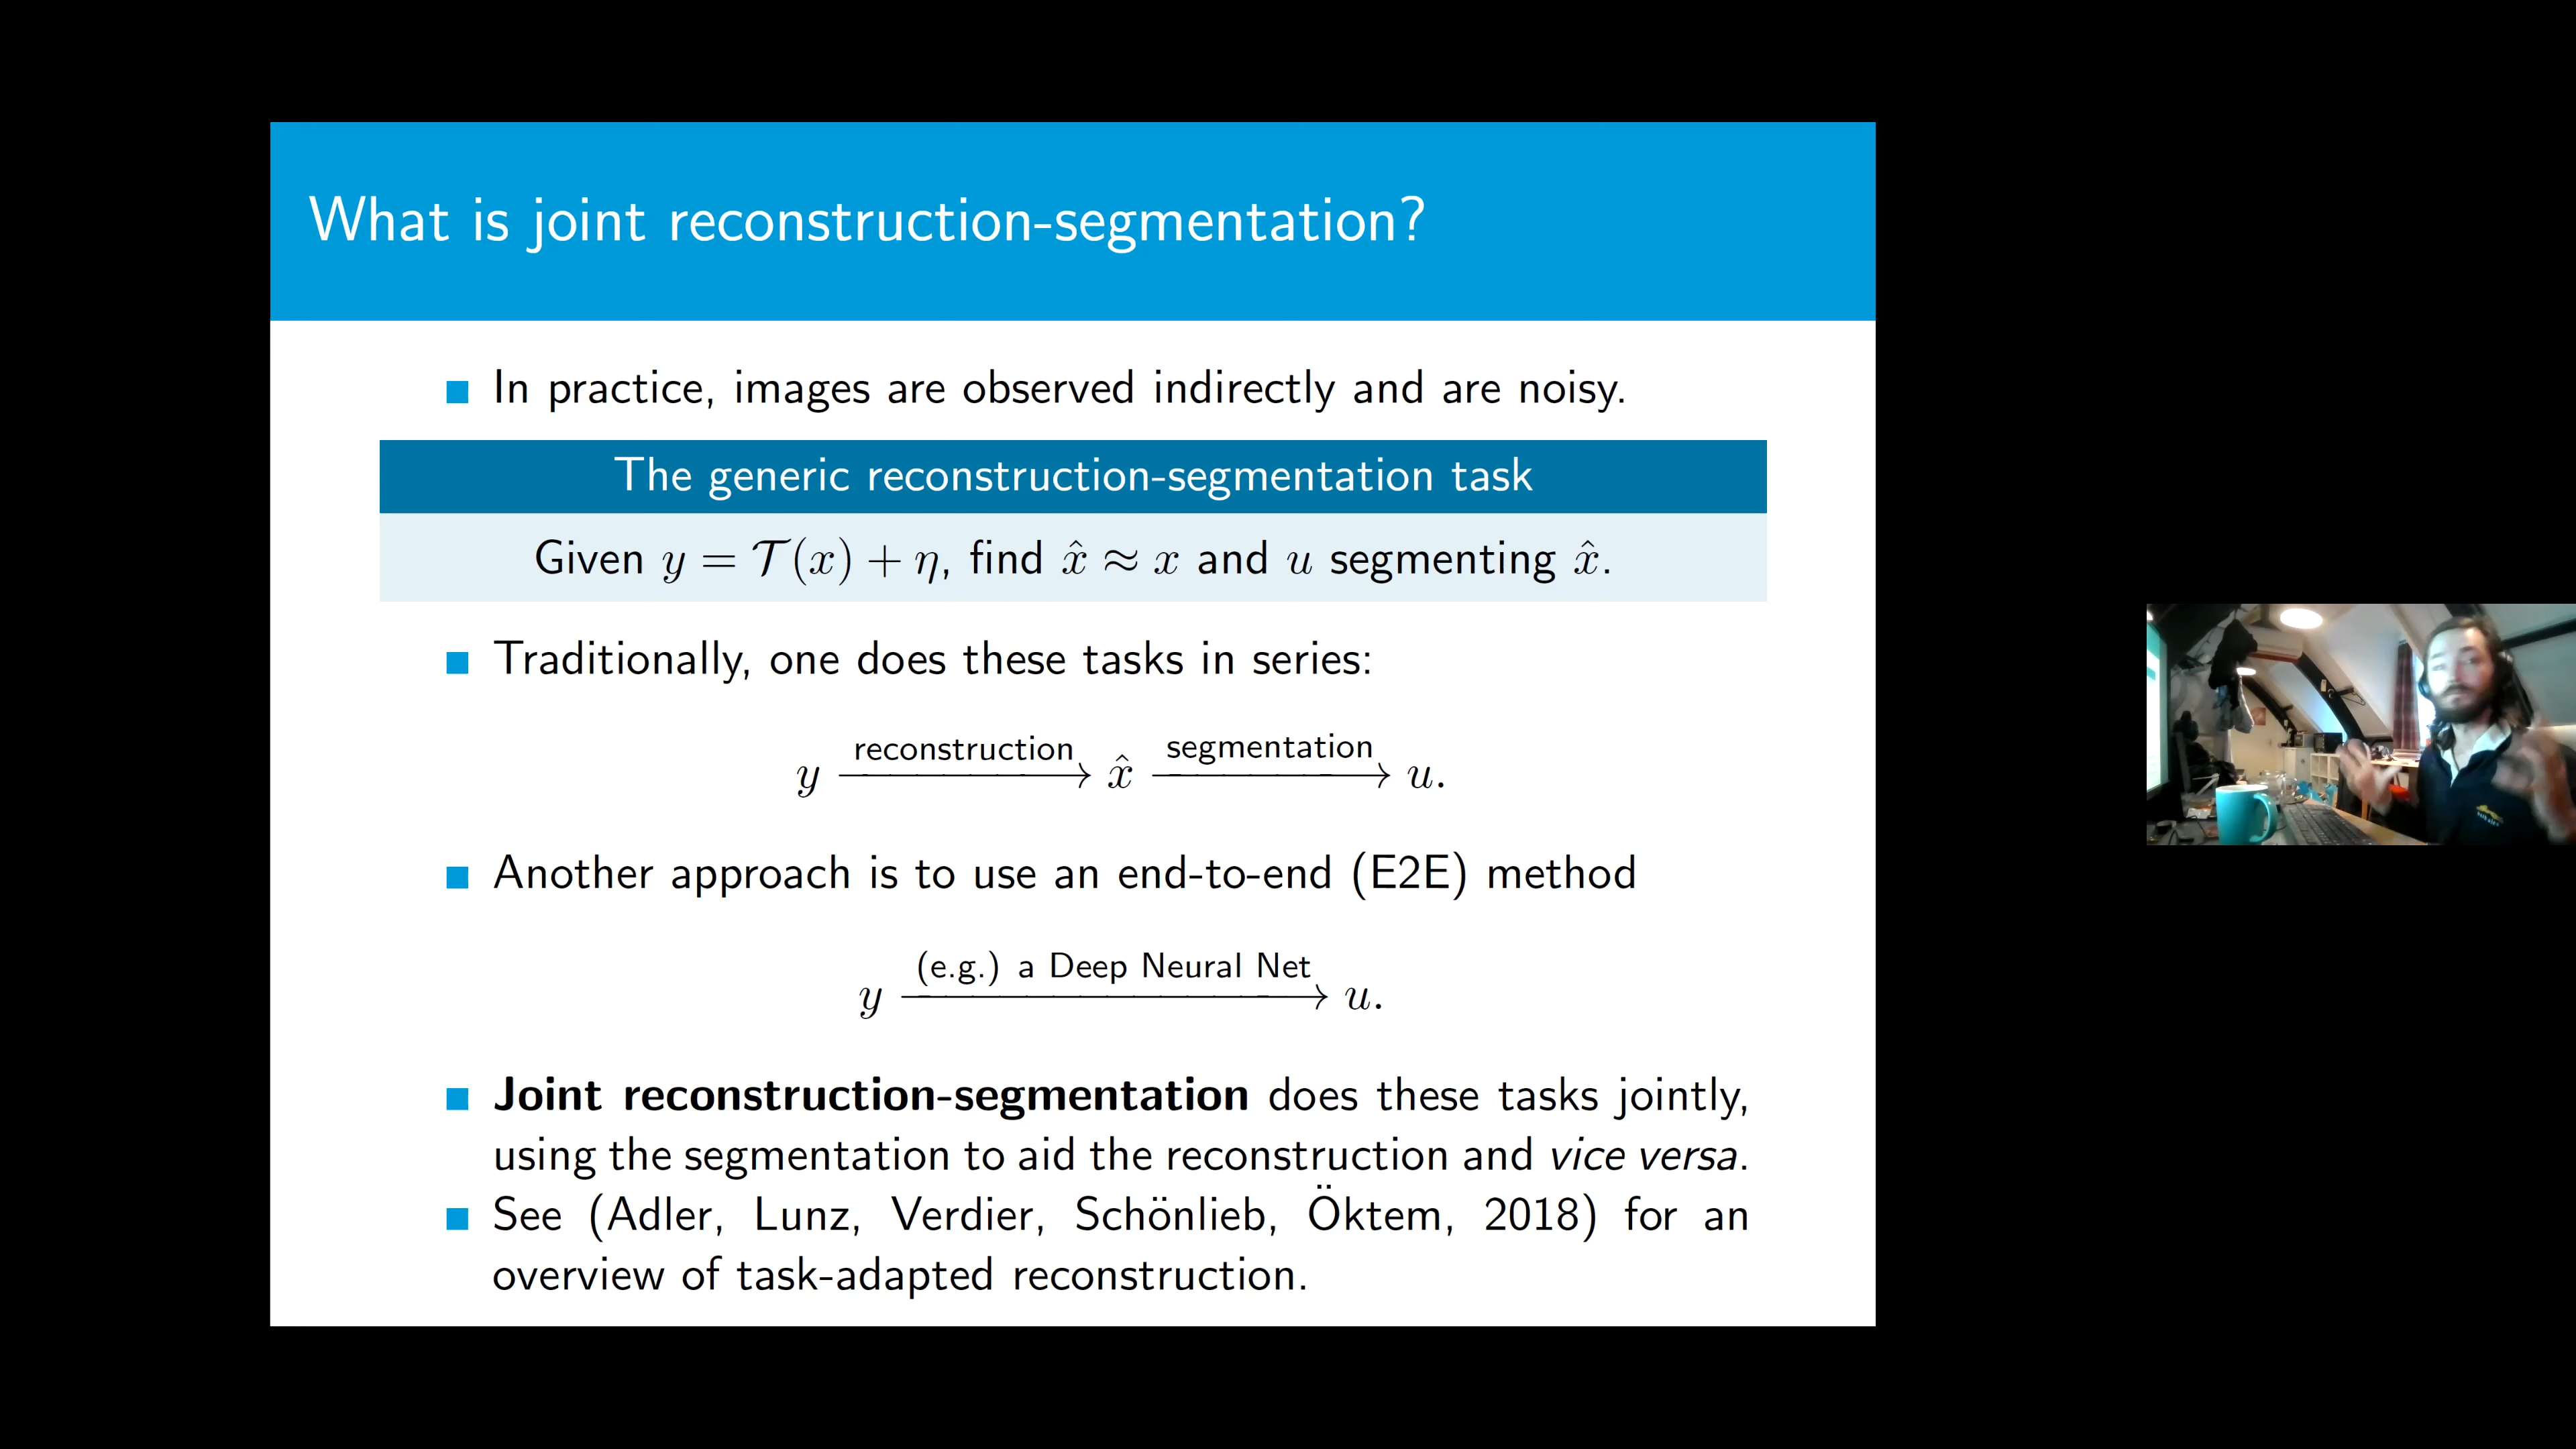 What is joint reconstruction-segmentation?
In practice, images are observed indirectly and are noisy.
The generic reconstruction-segmentation task
Given y = 𝒯(x) + η, find x̂ ≈ x and u segmenting x̂.
Traditionally, one does these tasks in series:
reconstruction segmentation
y ⟶ x̂ ⟶ u.
Another approach is to use an end-to-end (E2E) method
(e.g.) a Deep Neural Net
y ⟶ u.
Joint reconstruction-segmentation does these tasks jointly,
using the segmentation to aid the reconstruction and vice versa.
See (Adler, Lunz, Verdier, Schönlieb, Öktem, 2018) for an
overview of task-adapted reconstruction.